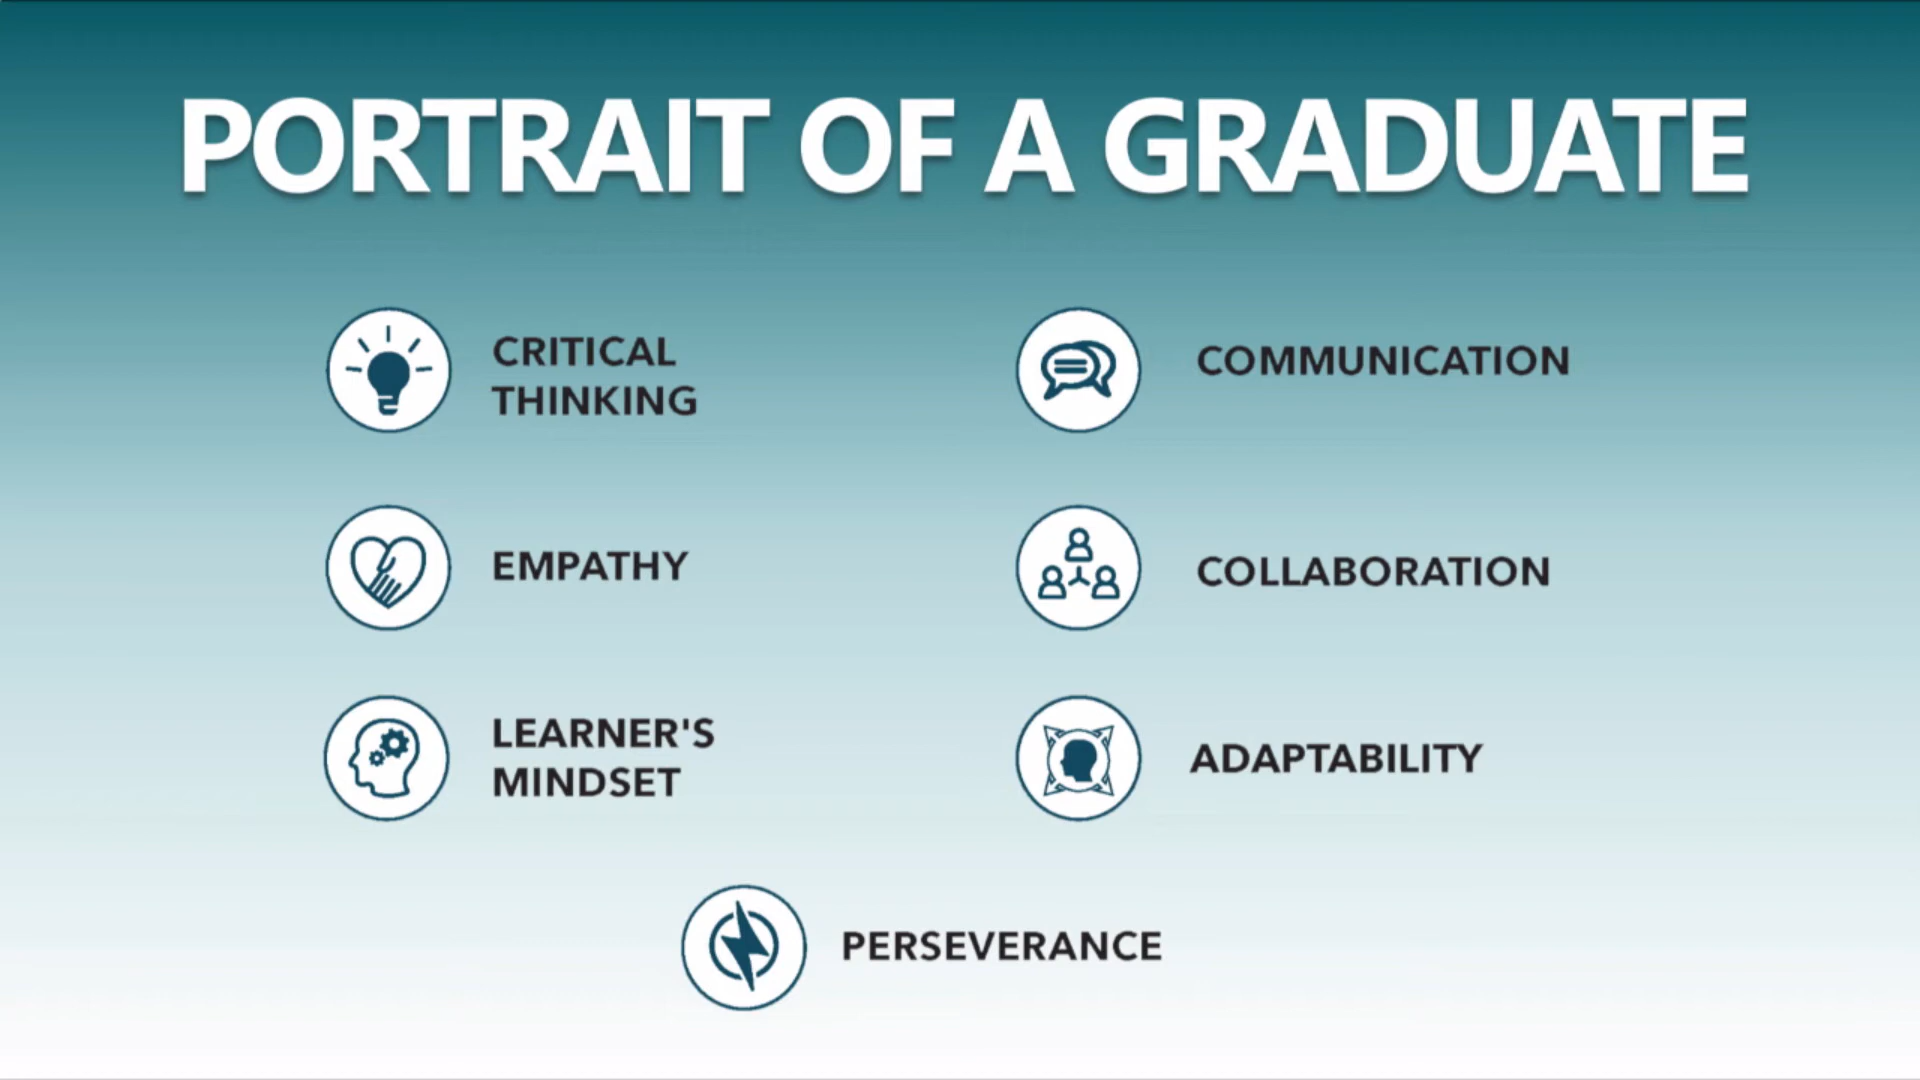 PORTRAIT OF A GRADUATE
CRITICAL
THINKING
COMMUNICATION
EMPATHY
COLLABORATION
LEARNER'S
MINDSET
ADAPTABILITY
PERSEVERANCE